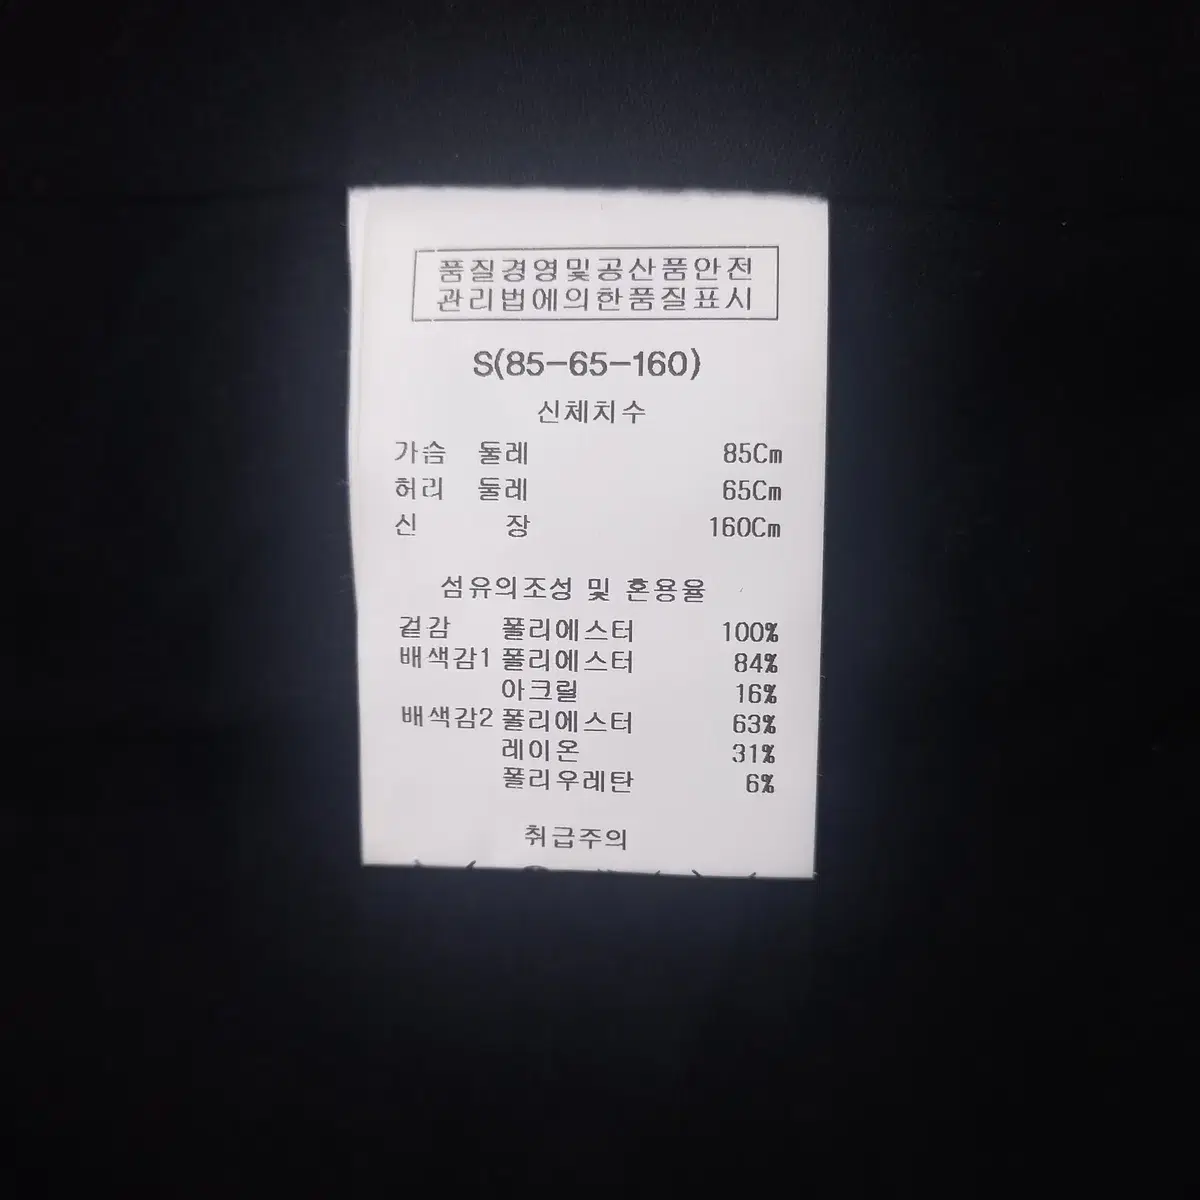 품질경영및공산품안전
관리법에의한품질표시
S(85-65-160)
신체치수
가슴 둘레 85Cm
허리 둘레 65Cm
신 장 160Cm
섬유의조성 및 혼용율
겉감 폴리에스터 100%
배색감1 폴리에스터 84%
아크릴 16%
배색감2 폴리에스터 63%
레이온 31%
폴리우레탄 6%
취급주의